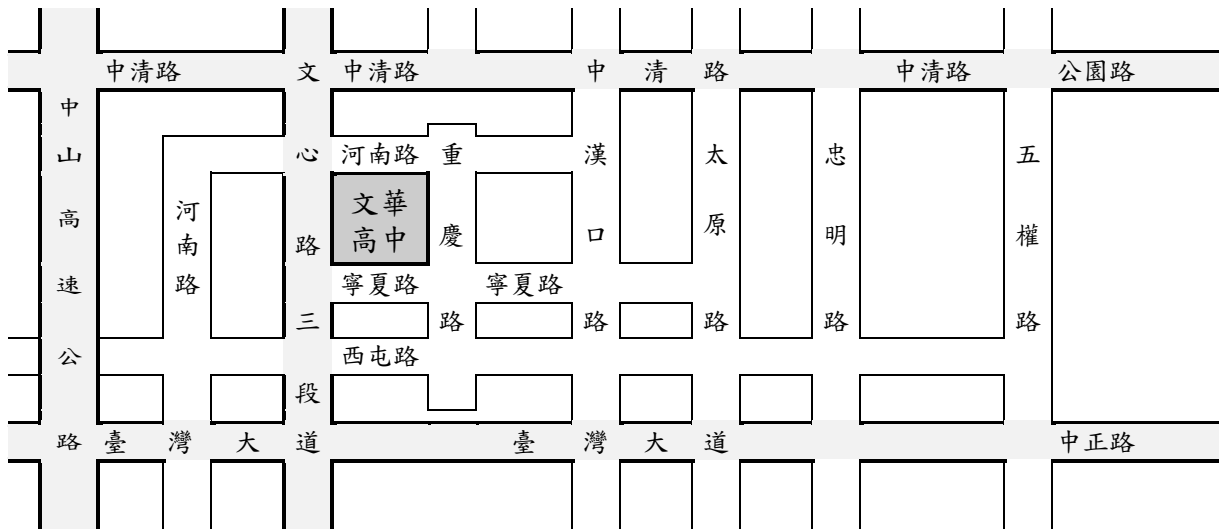 中清路
中清路
中清路
中清路
公園路
中山高速公路
文心路三段
河南路
河南路
重慶路
漢口路
太原路
忠明路
五權路
文華
高中
寧夏路
寧夏路
西屯路
臺灣大道
臺灣大道
中正路